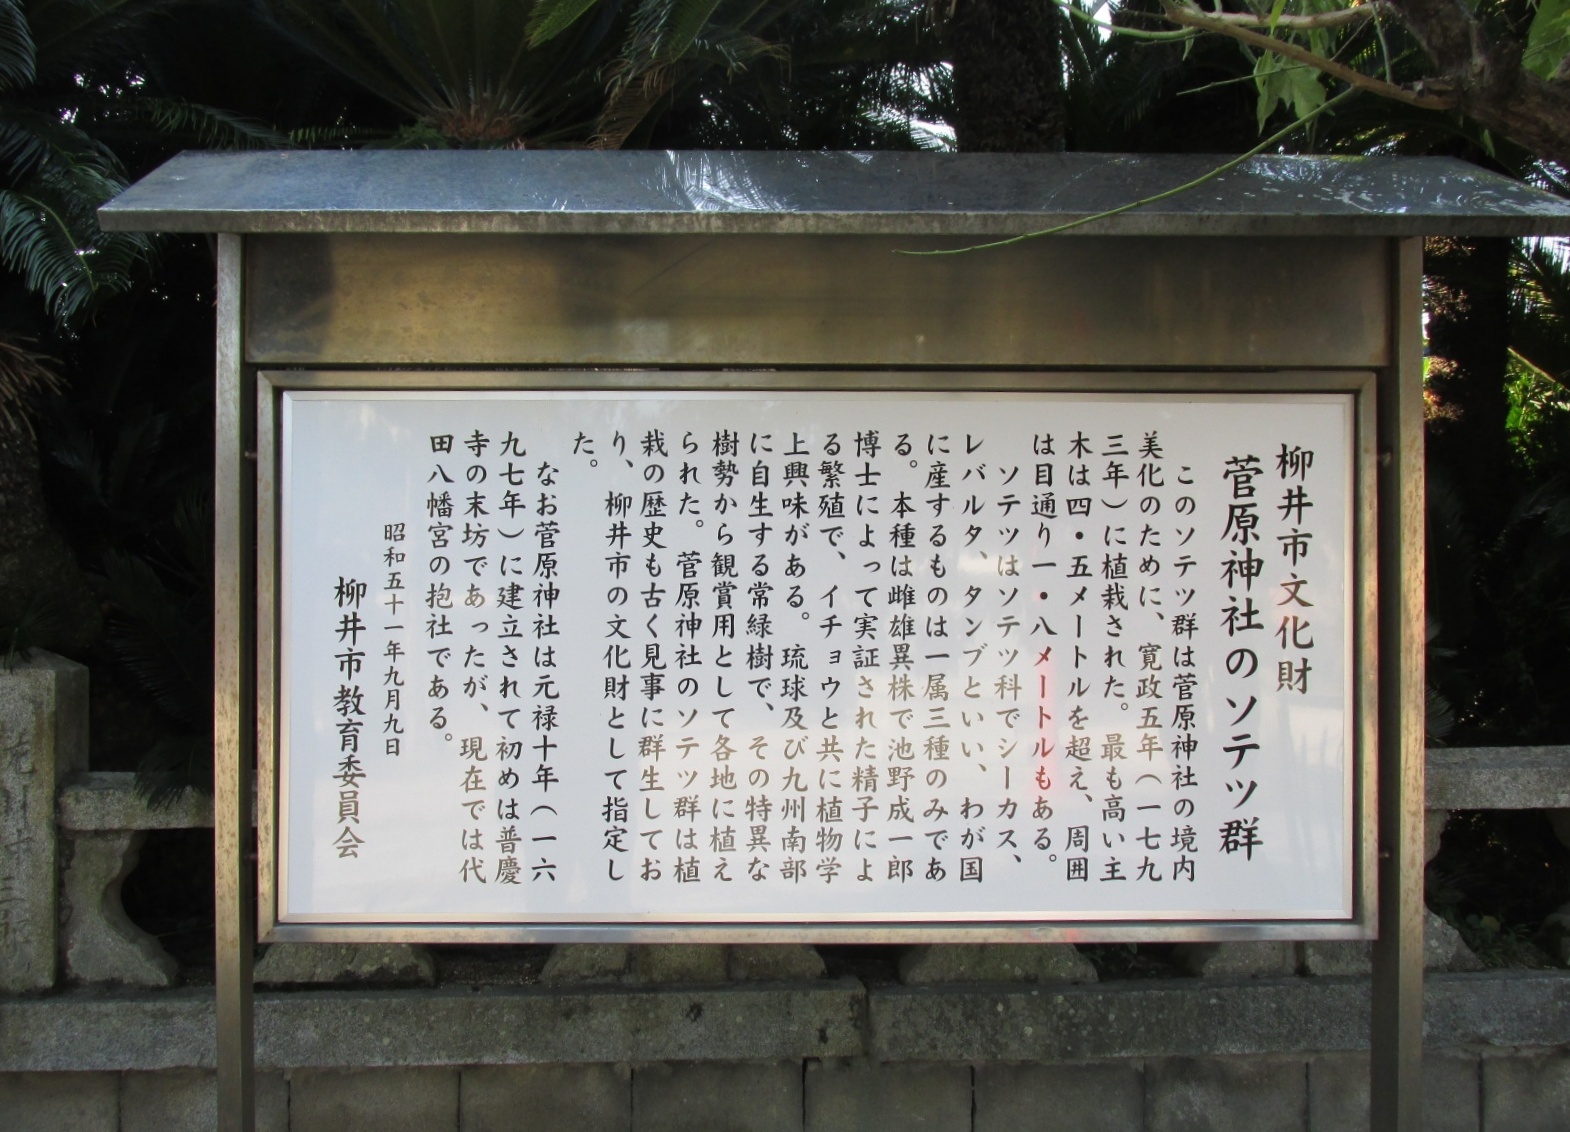 柳井市文化財
菅原神社のソテツ群
このソテツ群は菅原神社の境内
美化のために、寛政五年（一七九
三年）に植栽された。最も高い主
木は四・五メートルを超え、周囲
は目通り一・八メートルもある。
ソテツはソテツ科でシーカス、
レバルタ、タンブといい、わが国
に産するものは一属三種のみであ
る。本種は雌雄異株で池野成一郎
博士によって実証された精子によ
る繁殖で、イチョウと共に植物学
上興味がある。琉球及び九州南部
に自生する常緑樹で、その特異な
樹勢から観賞用として各地に植え
られた。菅原神社のソテツ群は植
栽の歴史も古く見事に群生してお
り、柳井市の文化財として指定し
た。
なお菅原神社は元禄十年（一六
九七年）に建立されて初めは普慶
寺の末坊であったが、現在では代
田八幡宮の抱社である。
昭和五十一年九月九日
柳井市教育委員会